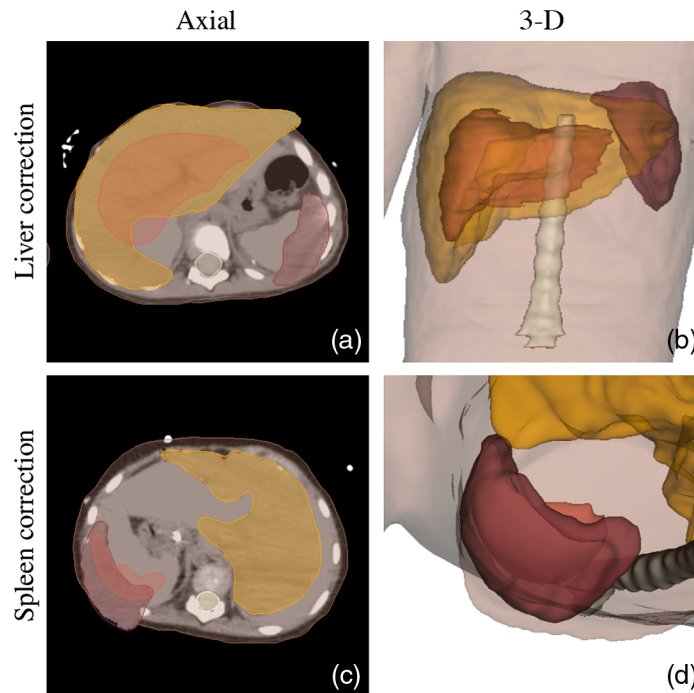 Axial
3-D
Liver correction
(a)
(b)
Spleen correction
(c)
(d)